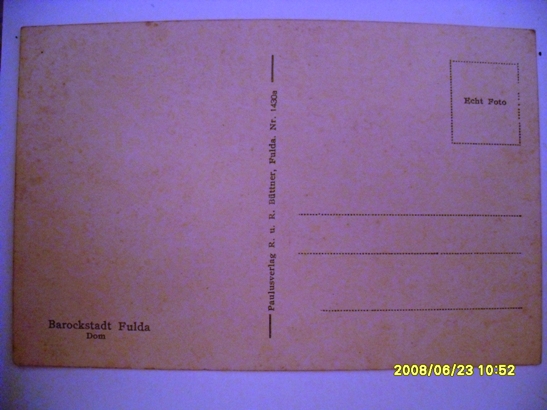 Echt Foto
Paulusverlag E. u. R. Büttner, Fulda. Nr. 1430a
Barockstadt Fulda
Dom
2008/06/23 10:52